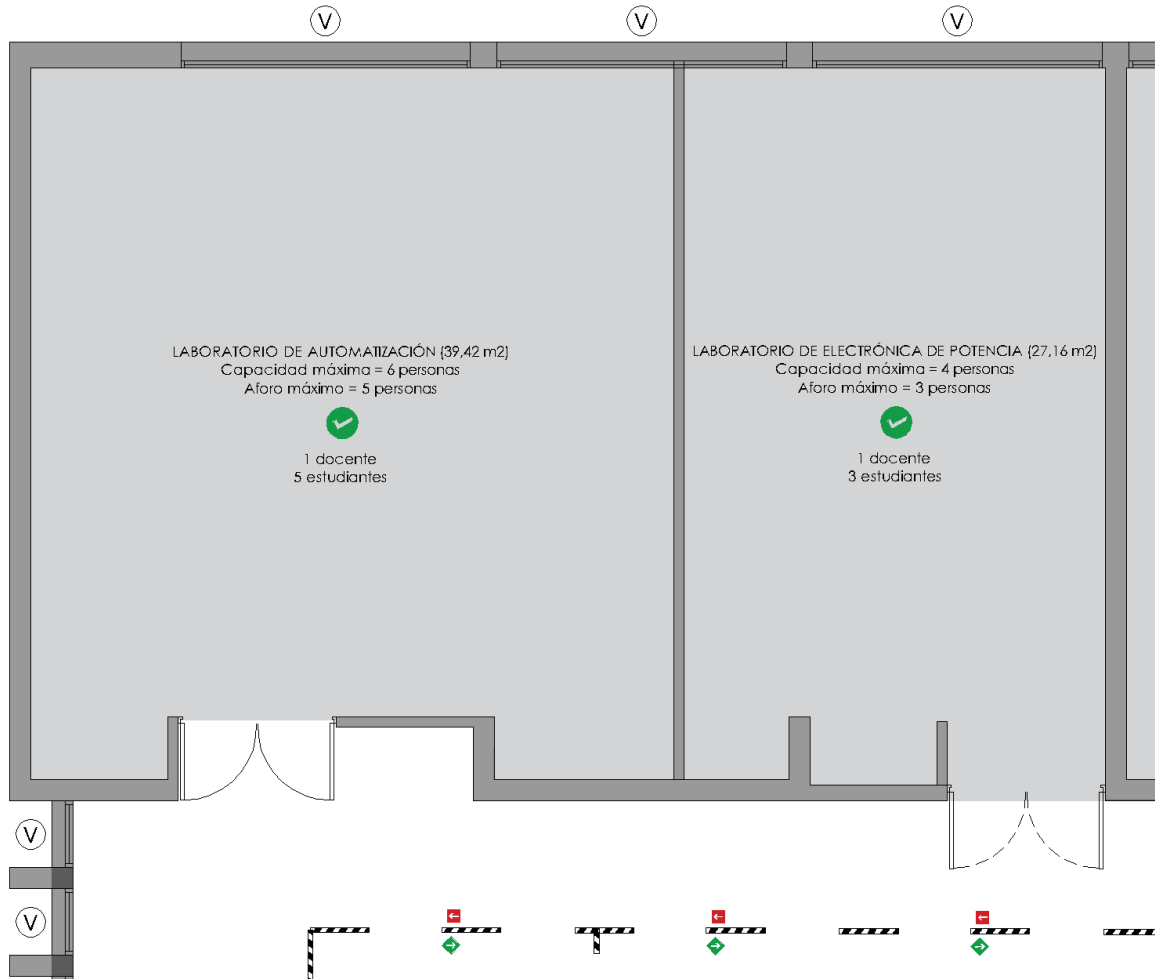 V
V
V
LABORATORIO DE AUTOMATIZACIÓN (39,42 m2)
Capacidad máxima = 6 personas
Aforo máximo = 5 personas
1 docente
5 estudiantes
LABORATORIO DE ELECTRÓNICA DE POTENCIA (27,16 m2)
Capacidad máxima = 4 personas
Aforo máximo = 3 personas
1 docente
3 estudiantes
V
V